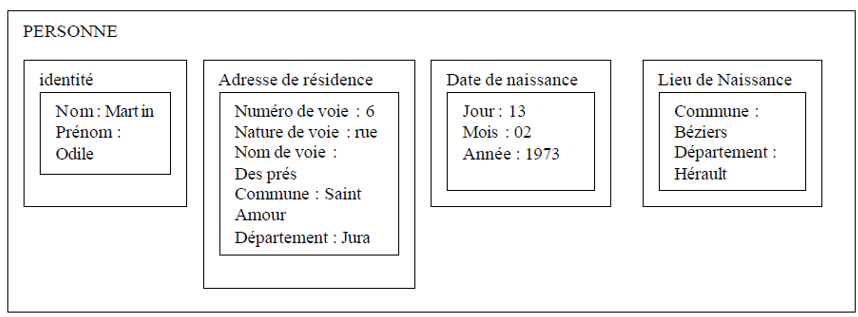 PERSONNE
identité
Nom : Martin
Prénom :
Odile
Adresse de résidence
Numéro de voie : 6
Nature de voie : rue
Nom de voie :
Des prés
Commune : Saint
Amour
Département : Jura
Date de naissance
Jour : 13
Mois : 02
Année : 1973
Lieu de Naissance
Commune :
Béziers
Département :
Hérault